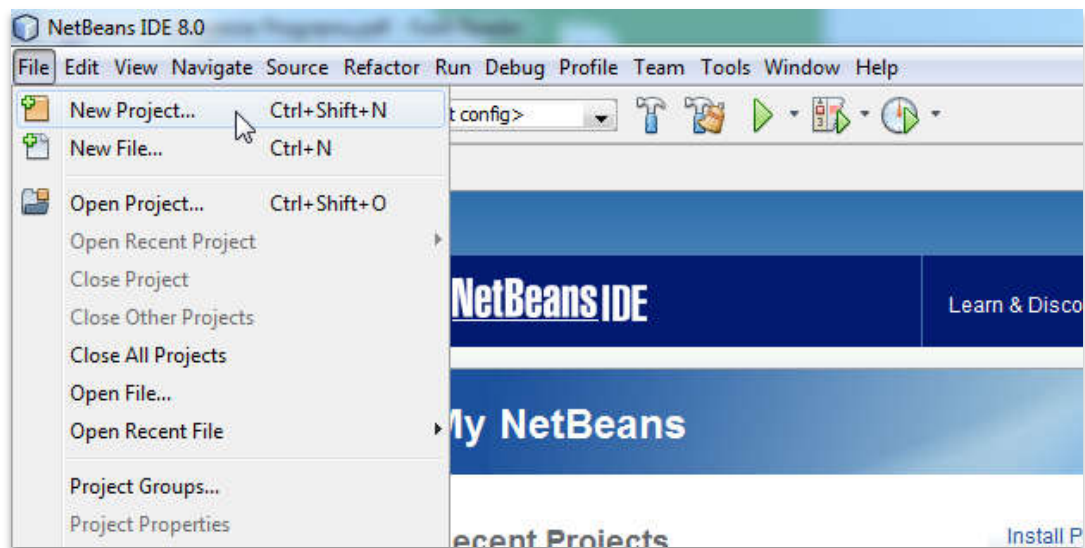 NetBeans IDE 8.0
File Edit View Navigate Source Refactor Run Debug Profile Team Tools Window Help
New Project... Ctrl+Shift+N
t config>
New File... Ctrl+N
Open Project... Ctrl+Shift+O
Open Recent Project
Close Project
NetBeans IDE
Learn & Disco
Close Other Projects
Close All Projects
Open File...
Open Recent File
My NetBeans
Project Groups...
Project Properties
ecent Projects
Install P